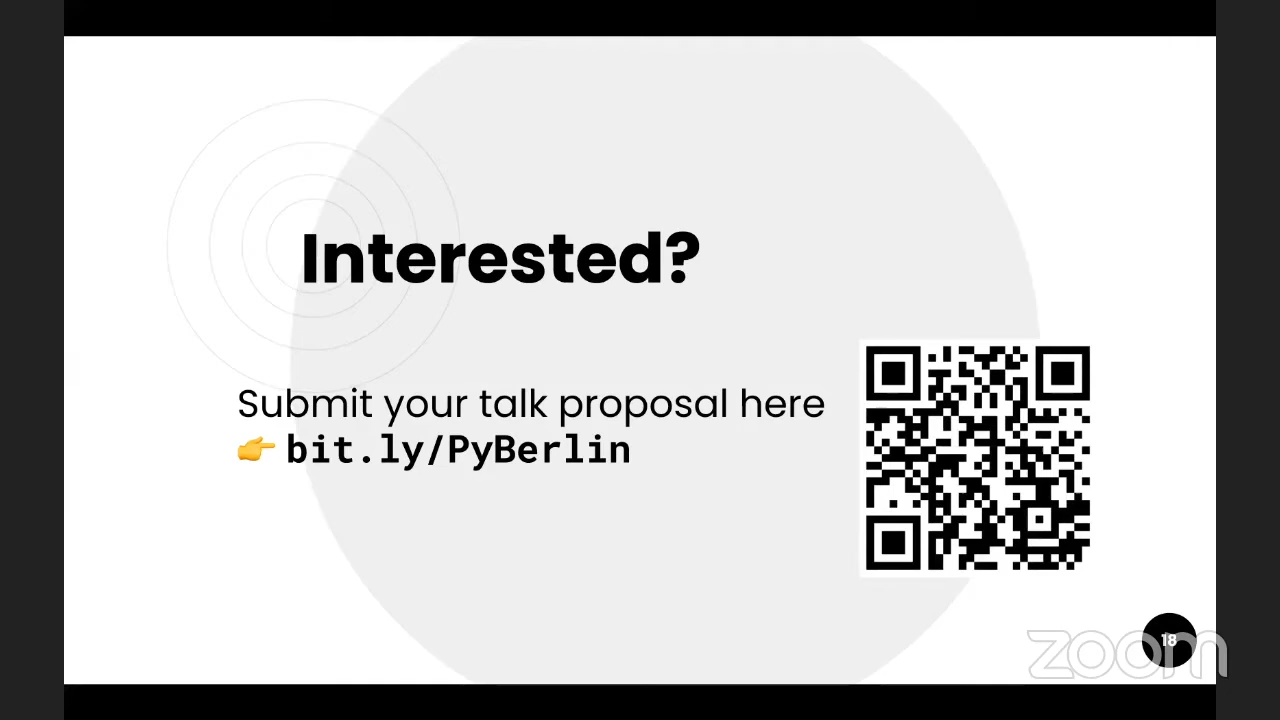 Interested?
Submit your talk proposal here
👉 bit.ly/PyBerlin
18
zoom